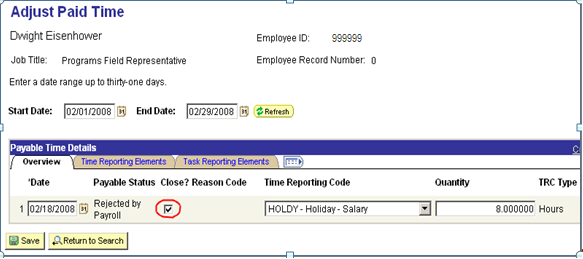 Adjust Paid Time
Dwight Eisenhower
Employee ID: 999999
Job Title: Programs Field Representative Employee Record Number: 0
Enter a date range up to thirty-one days.
Start Date: 02/01/2008 End Date: 02/29/2008 Refresh
Payable Time Details C
Overview Time Reporting Elements Task Reporting Elements
*Date Payable Status Close? Reason Code Time Reporting Code Quantity TRC Type
1 02/18/2008 Rejected by Payroll HOLDY - Holiday - Salary 8.000000 Hours
Save Return to Search